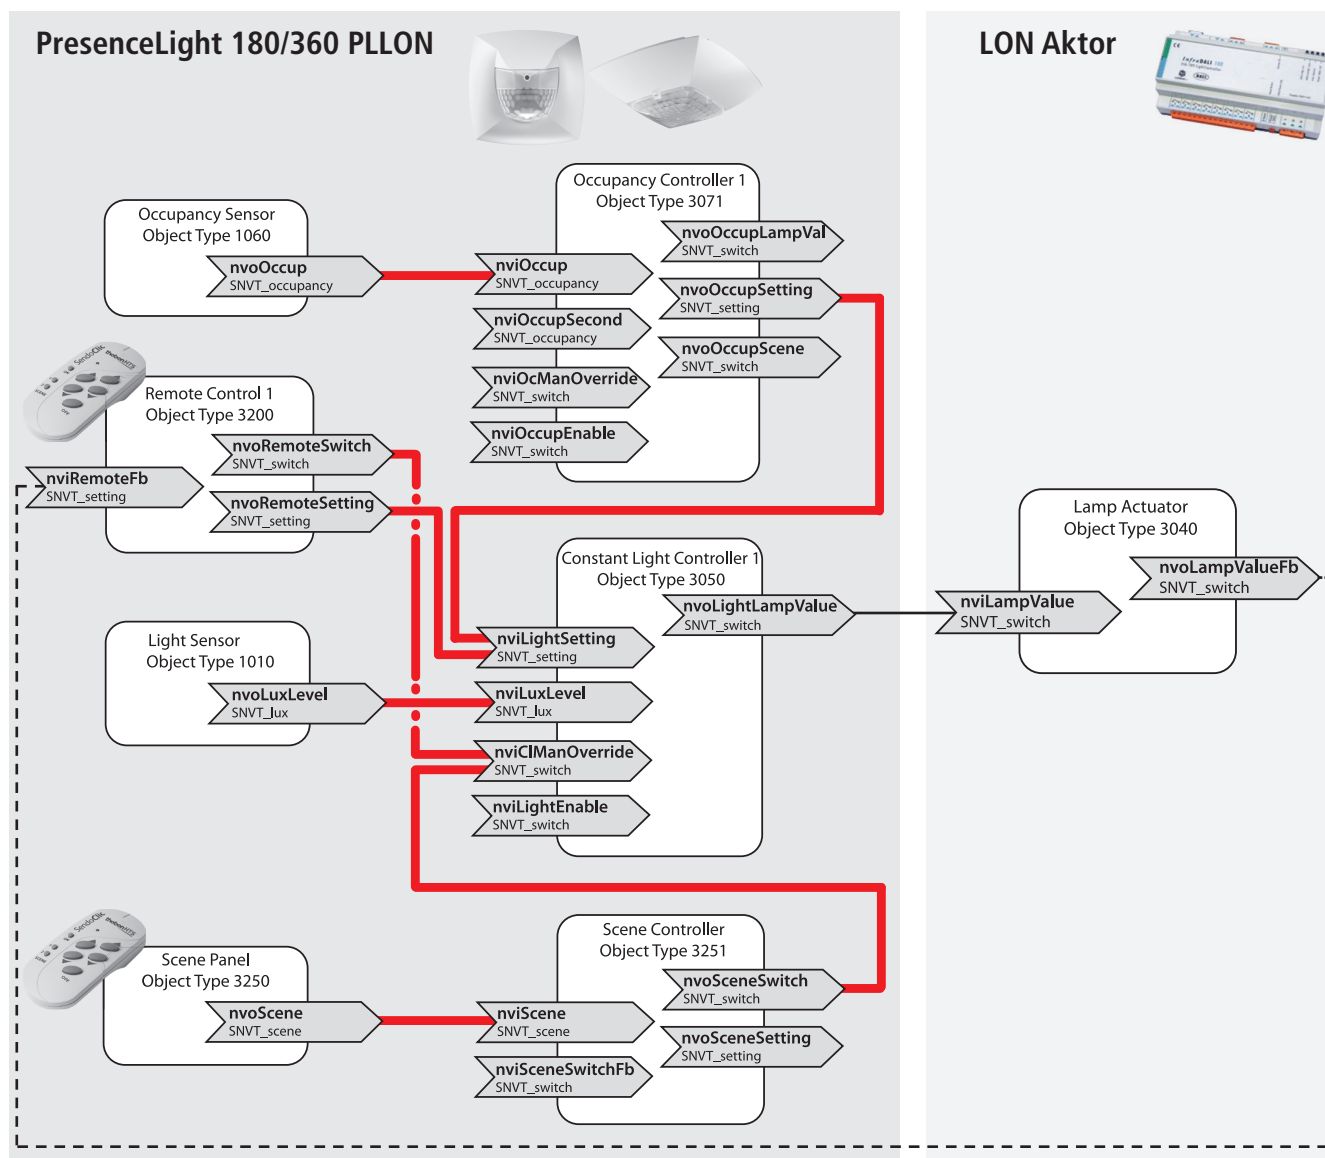 PresenceLight 180/360 PLLON
LON Aktor
InfraDALI
Occupancy Sensor
Object Type 1060
nvoOccup
SNVT_occupancy
Occupancy Controller 1
Object Type 3071
nvoOccupLampVal
SNVT_switch
nviOccup
SNVT_occupancy
nvoOccupSetting
SNVT_setting
nviOccupSecond
SNVT_occupancy
nvoOccupScene
SNVT_switch
nviOcManOverride
SNVT_switch
nviOccupEnable
SNVT_switch
SendoClic
thebenHTS
Remote Control 1
Object Type 3200
nvoRemoteSwitch
SNVT_switch
nviRemoteFb
SNVT_setting
nvoRemoteSetting
SNVT_setting
Lamp Actuator
Object Type 3040
nvoLampValueFb
SNVT_switch
nviLampValue
SNVT_switch
Constant Light Controller 1
Object Type 3050
nvoLightLampValue
SNVT_switch
nviLightSetting
SNVT_setting
Light Sensor
Object Type 1010
nvoLuxLevel
SNVT_lux
nviLuxLevel
SNVT_lux
nviClManOverride
SNVT_switch
nviLightEnable
SNVT_switch
SendoClic
thebenHTS
Scene Panel
Object Type 3250
nvoScene
SNVT_scene
Scene Controller
Object Type 3251
nvoSceneSwitch
SNVT_switch
nviScene
SNVT_scene
nvoSceneSetting
SNVT_setting
nviSceneSwitchFb
SNVT_switch